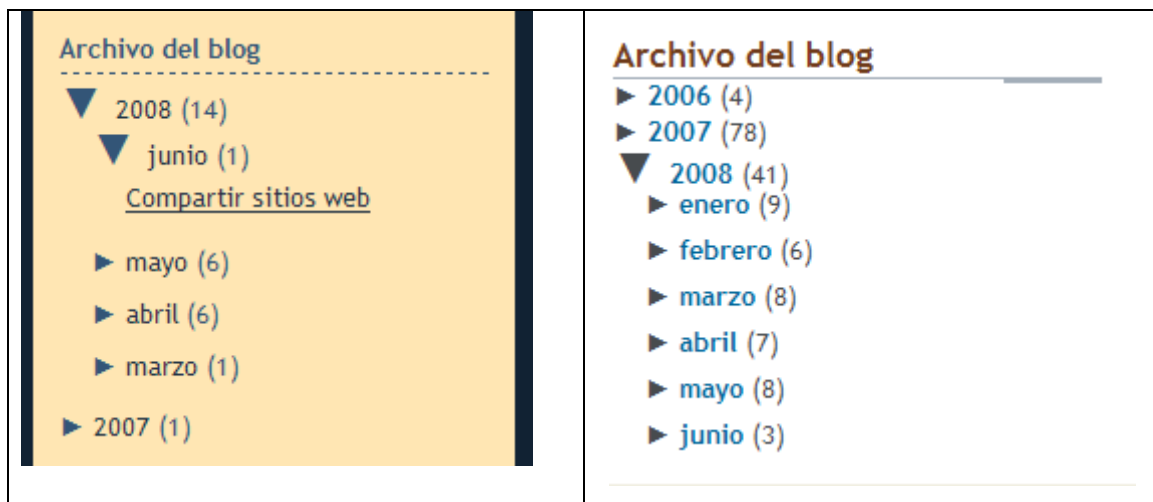 Archivo del blog
▼ 2008 (14)
▼ junio (1)
Compartir sitios web
► mayo (6)
► abril (6)
► marzo (1)
► 2007 (1)
Archivo del blog
► 2006 (4)
► 2007 (78)
▼ 2008 (41)
► enero (9)
► febrero (6)
► marzo (8)
► abril (7)
► mayo (8)
► junio (3)